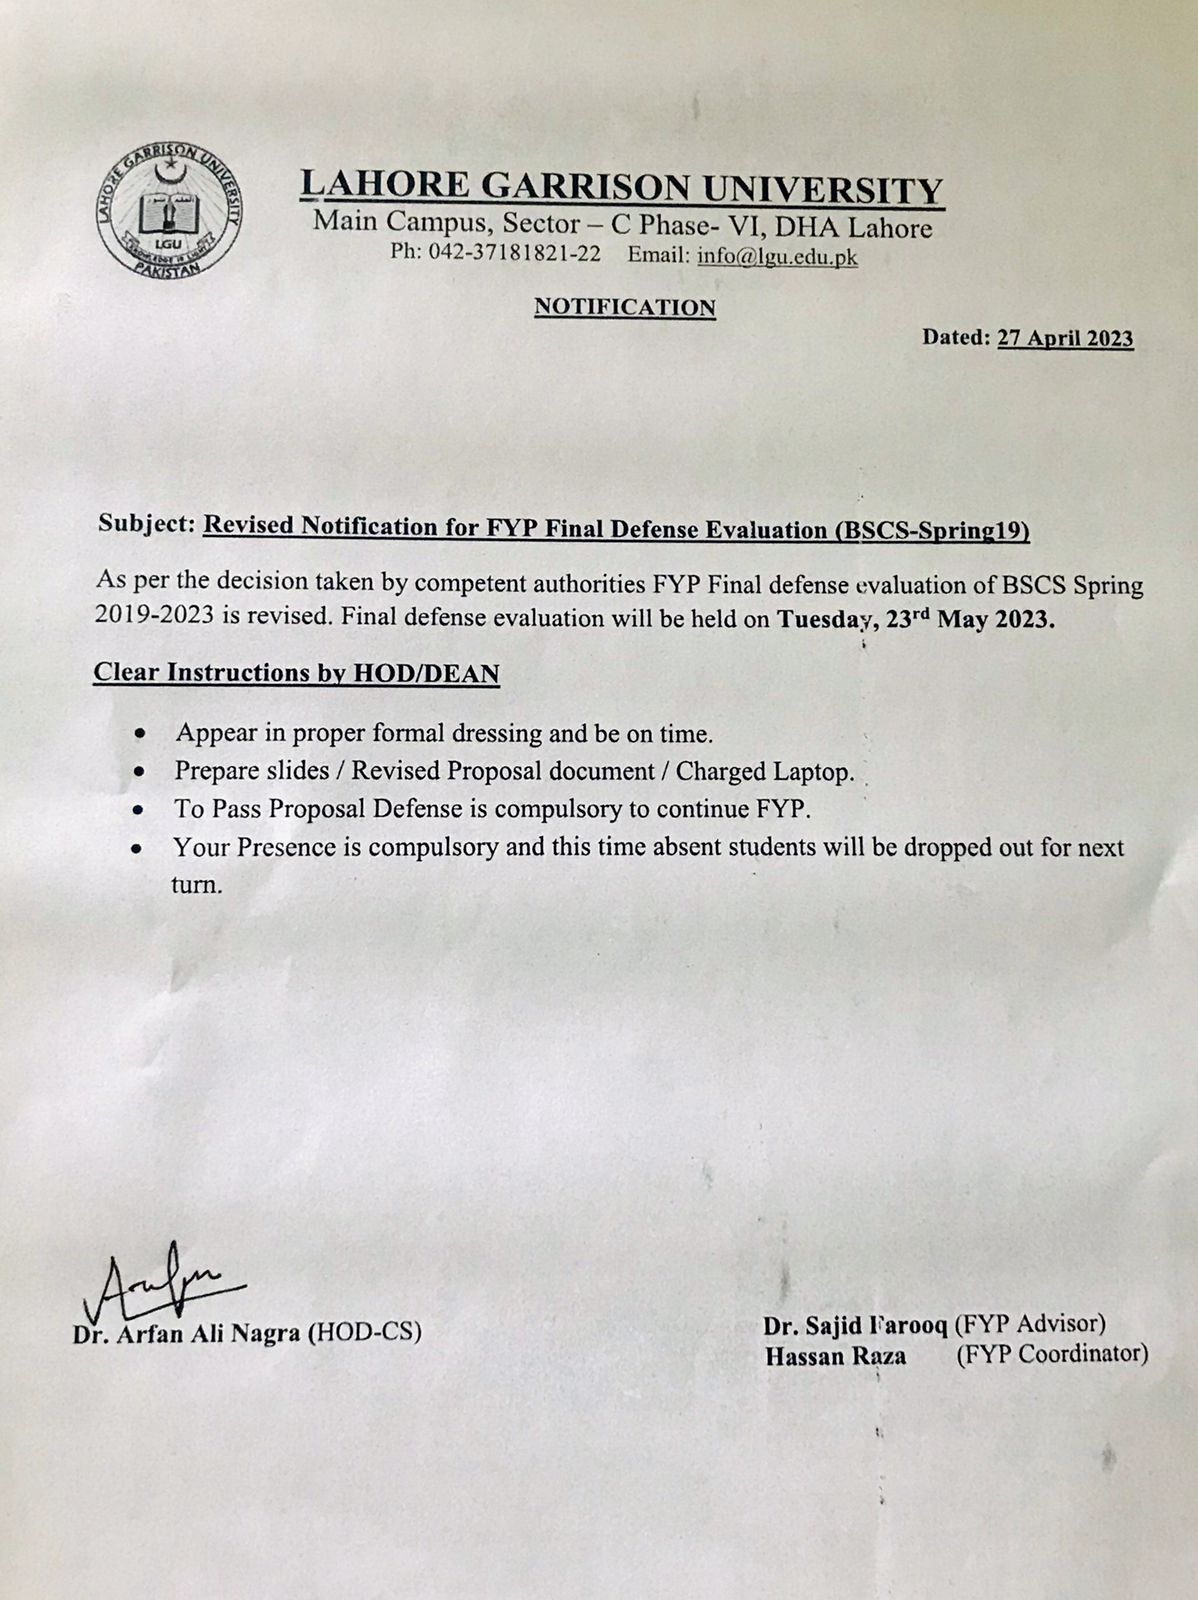 LAHORE GARRISON UNIVERSITY
LGU
PAKISTAN
LAHORE GARRISON UNIVERSITY
Main Campus, Sector – C Phase- VI, DHA Lahore
Ph: 042-37181821-22 Email: info@lgu.edu.pk
NOTIFICATION
Dated: 27 April 2023
Subject: Revised Notification for FYP Final Defense Evaluation (BSCS-Spring19)
As per the decision taken by competent authorities FYP Final defense evaluation of BSCS Spring
2019-2023 is revised. Final defense evaluation will be held on Tuesday, 23rd May 2023.
Clear Instructions by HOD/DEAN
• Appear in proper formal dressing and be on time.
• Prepare slides / Revised Proposal document / Charged Laptop.
• To Pass Proposal Defense is compulsory to continue FYP.
• Your Presence is compulsory and this time absent students will be dropped out for next
turn.
Dr. Arfan Ali Nagra (HOD-CS)
Dr. Sajid Farooq (FYP Advisor)
Hassan Raza (FYP Coordinator)